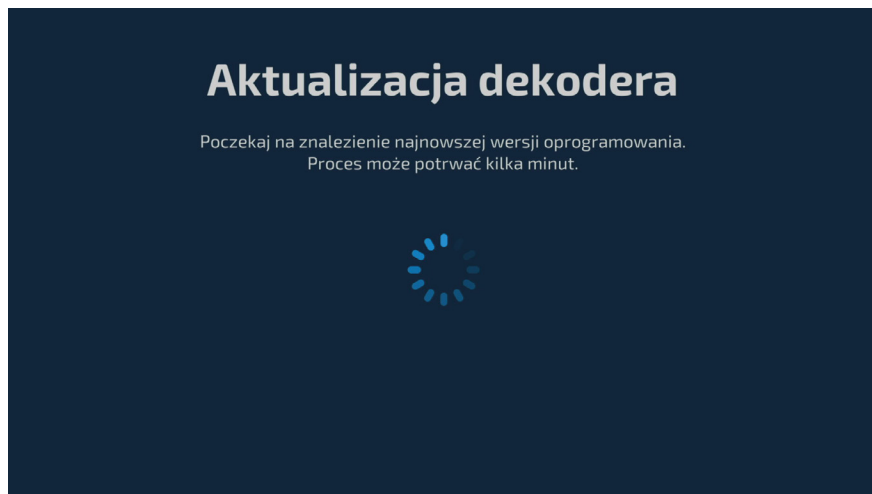 Aktualizacja dekodera
Poczekaj na znalezienie najnowszej wersji oprogramowania.
Proces może potrwać kilka minut.